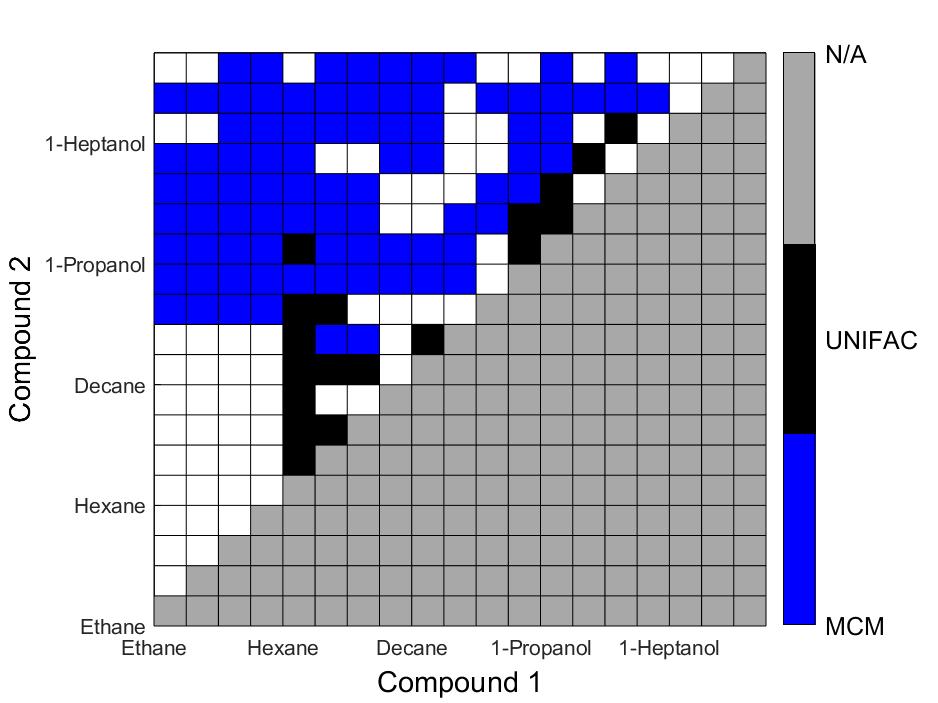 N/A
1-Heptanol
1-Propanol
UNIFAC
Decane
Hexane
Ethane
MCM
Compound 2
Ethane Hexane Decane 1-Propanol 1-Heptanol
Compound 1